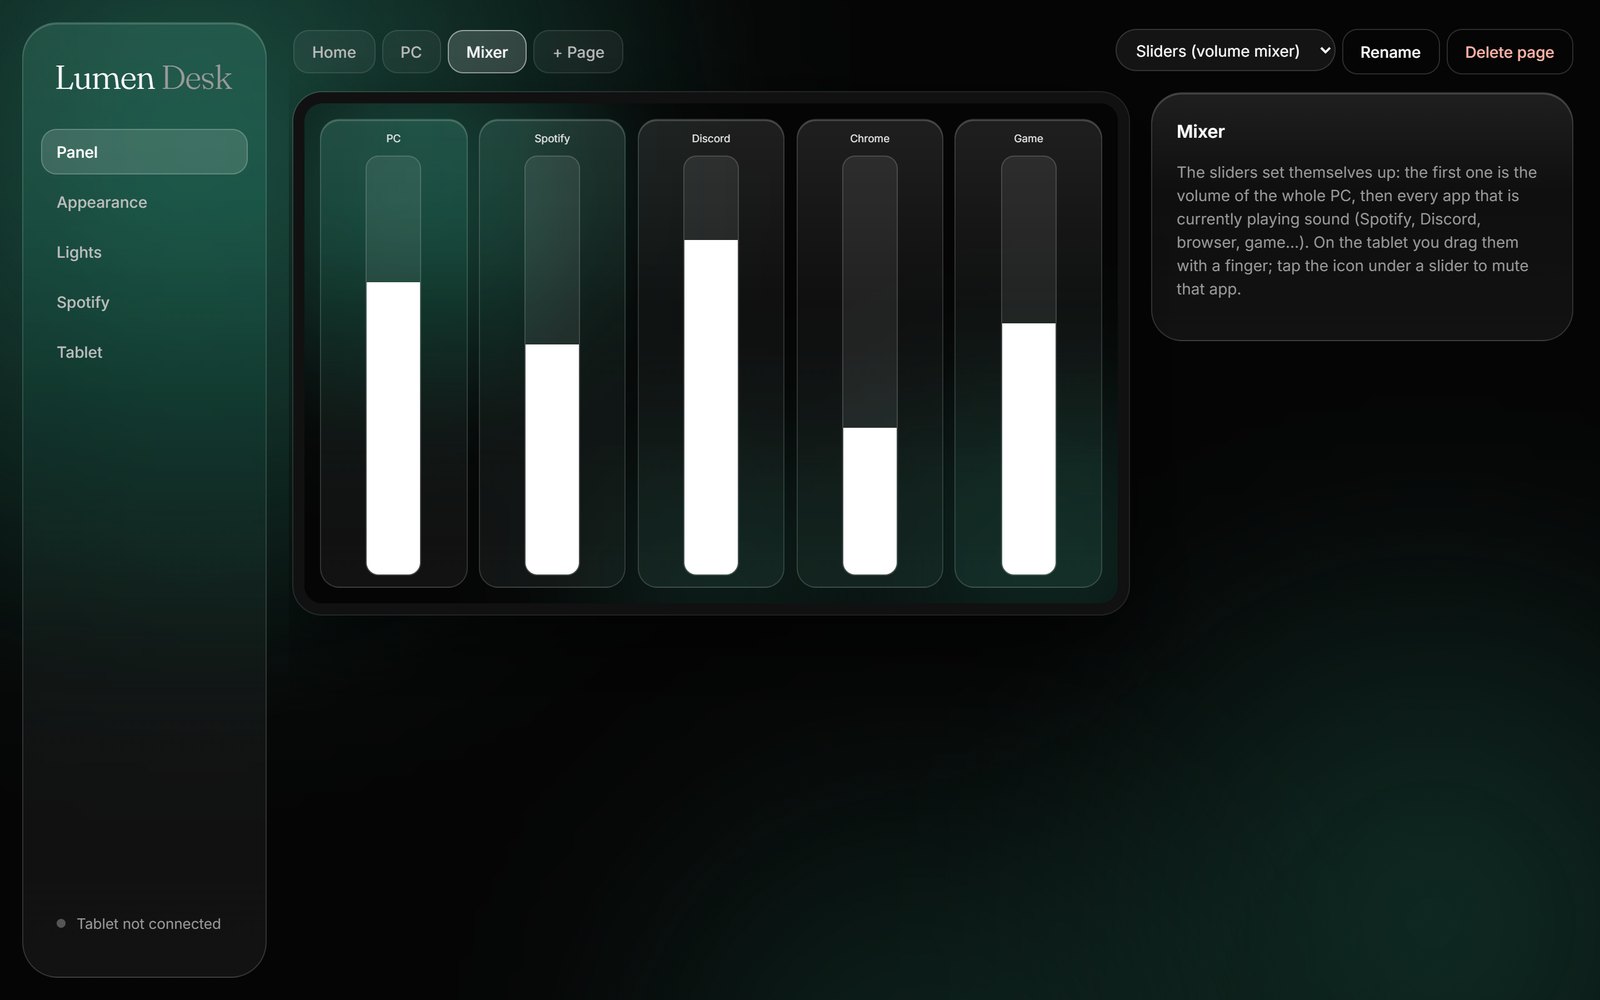 Lumen Desk
Panel
Appearance
Lights
Spotify
Tablet
Tablet not connected
Home
PC
Mixer
+ Page
Sliders (volume mixer)
Rename
Delete page
PC
Spotify
Discord
Chrome
Game
Mixer
The sliders set themselves up: the first one is the
volume of the whole PC, then every app that is
currently playing sound (Spotify, Discord,
browser, game...). On the tablet you drag them
with a finger; tap the icon under a slider to mute
that app.